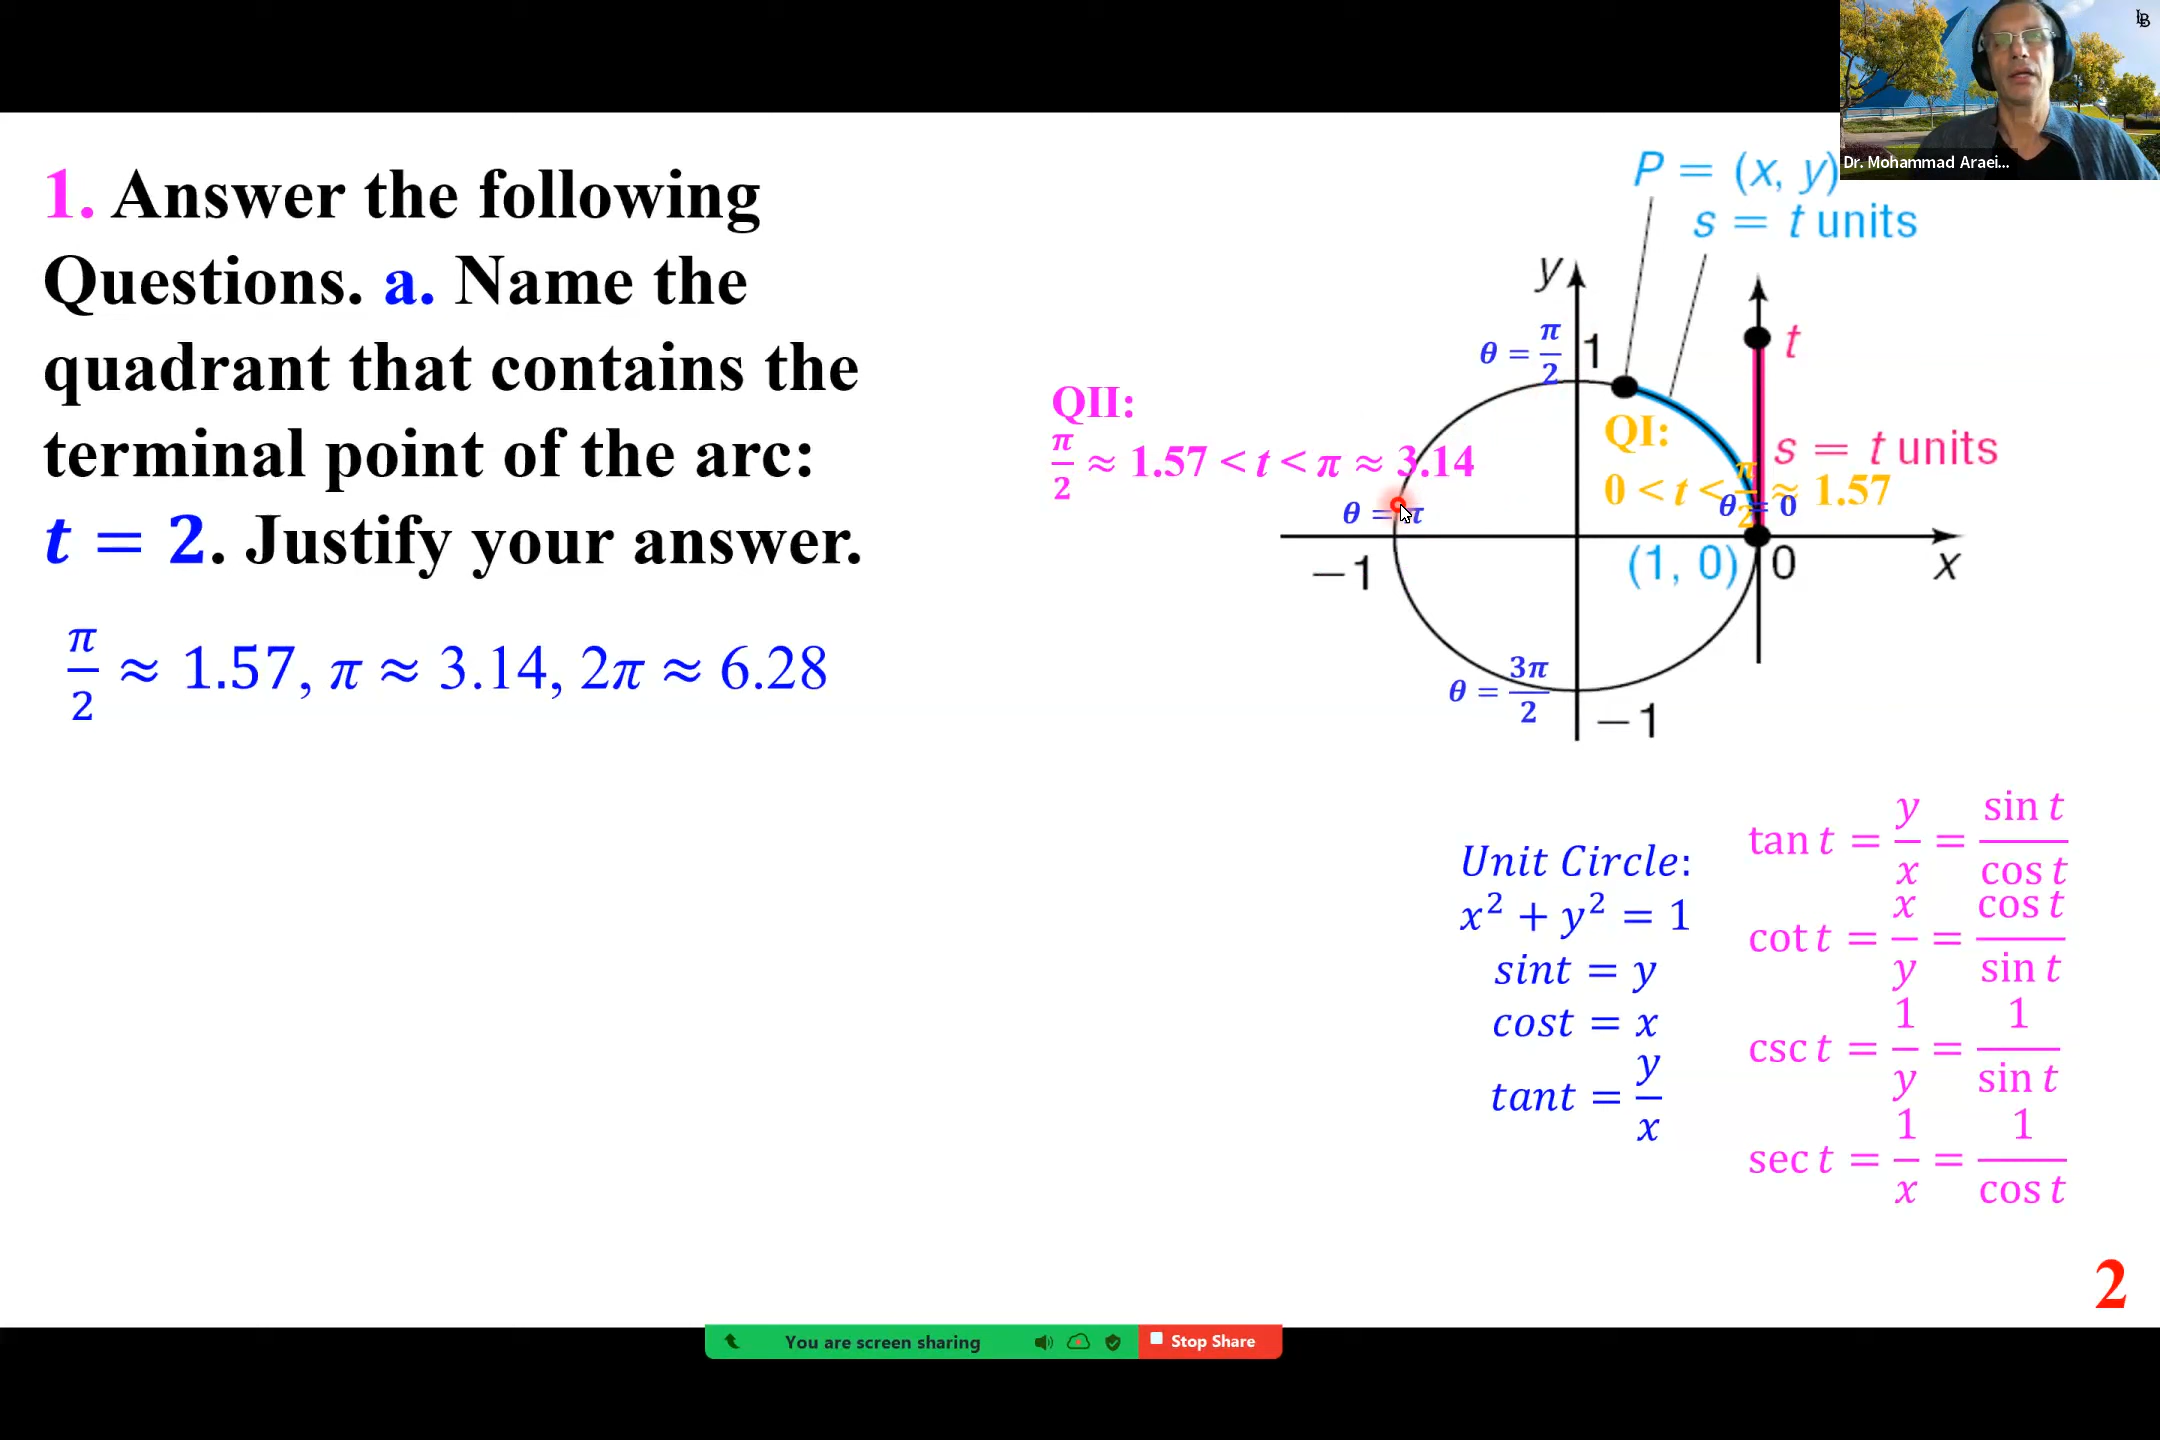 1. Answer the following
Questions. a. Name the
quadrant that contains the
terminal point of the arc:
t = 2. Justify your answer.
π/2 ≈ 1.57, π ≈ 3.14, 2π ≈ 6.28
P = (x, y)
s = t units
y
θ = π/2
1
t
QII:
π/2 ≈ 1.57 < t < π ≈ 3.14
QI:
0 < t < π/2 ≈ 1.57
s = t units
θ = π
θ = 0
−1
(1, 0)
0
x
θ = 3π/2
−1
Unit Circle:
x² + y² = 1
sint = y
cost = x
tant = y/x
tan t = y/x = sin t/cos t
cot t = x/y = cos t/sin t
csc t = 1/y = 1/sin t
sec t = 1/x = 1/cos t
2
Dr. Mohammad Araei...
LB
You are screen sharing
Stop Share